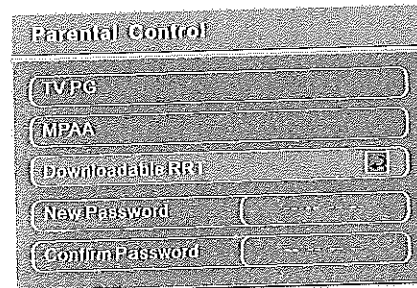 Parental Control
TV PG
MPAA
Downloadable RRT
New Password - - - -
Confirm Password - - - -